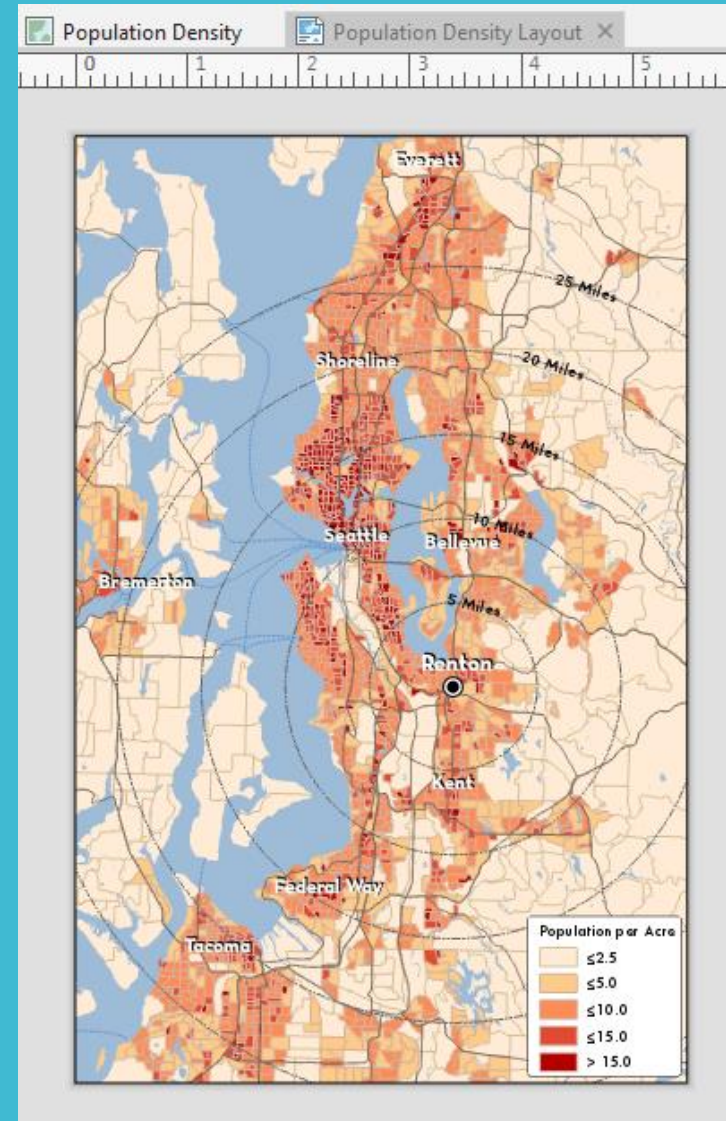 Population Density
Population Density Layout
0 1 2 3 4 5
Everett
25 Miles
Shoreline
20 Miles
15 Miles
10 Miles
Seattle
Bellevue
Bremerton
5 Miles
Renton
Kent
Federal Way
Tacoma
Population per Acre
≤2.5
≤5.0
≤10.0
≤15.0
> 15.0